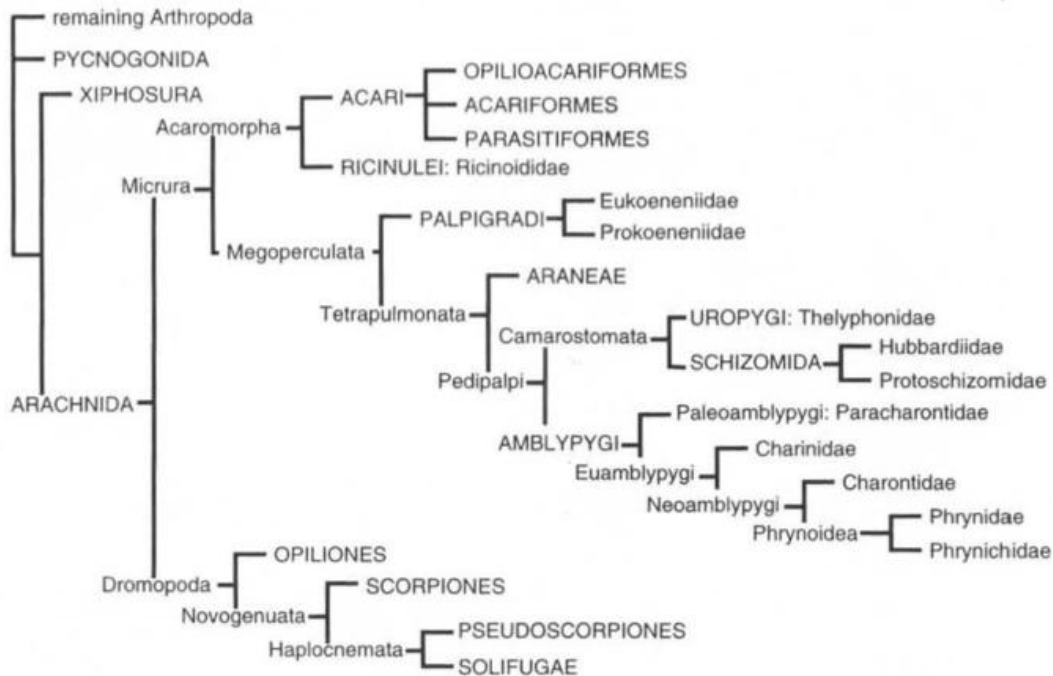 remaining Arthropoda
PYCNOGONIDA
XIPHOSURA
OPILIOACARIFORMES
ACARI
ACARIFORMES
Acaromorpha
PARASITIFORMES
RICINULEI: Ricinoididae
Micrura
Eukoeneniidae
PALPIGRADI
Prokoeneniidae
Megoperculata
ARANEAE
Tetrapulmonata
UROPYGI: Thelyphonidae
Camarostomata
Hubbardiidae
SCHIZOMIDA
Protoschizomidae
Pedipalpi
ARACHNIDA
Paleoamblypygi: Paracharontidae
AMBLYPYGI
Charinidae
Euamblypygi
Charontidae
Neoamblypygi
Phrynidae
Phrynoidea
Phrynichidae
OPILIONES
Dromopoda
SCORPIONES
Novogenuata
PSEUDOSCORPIONES
Haplocnemata
SOLIFUGAE